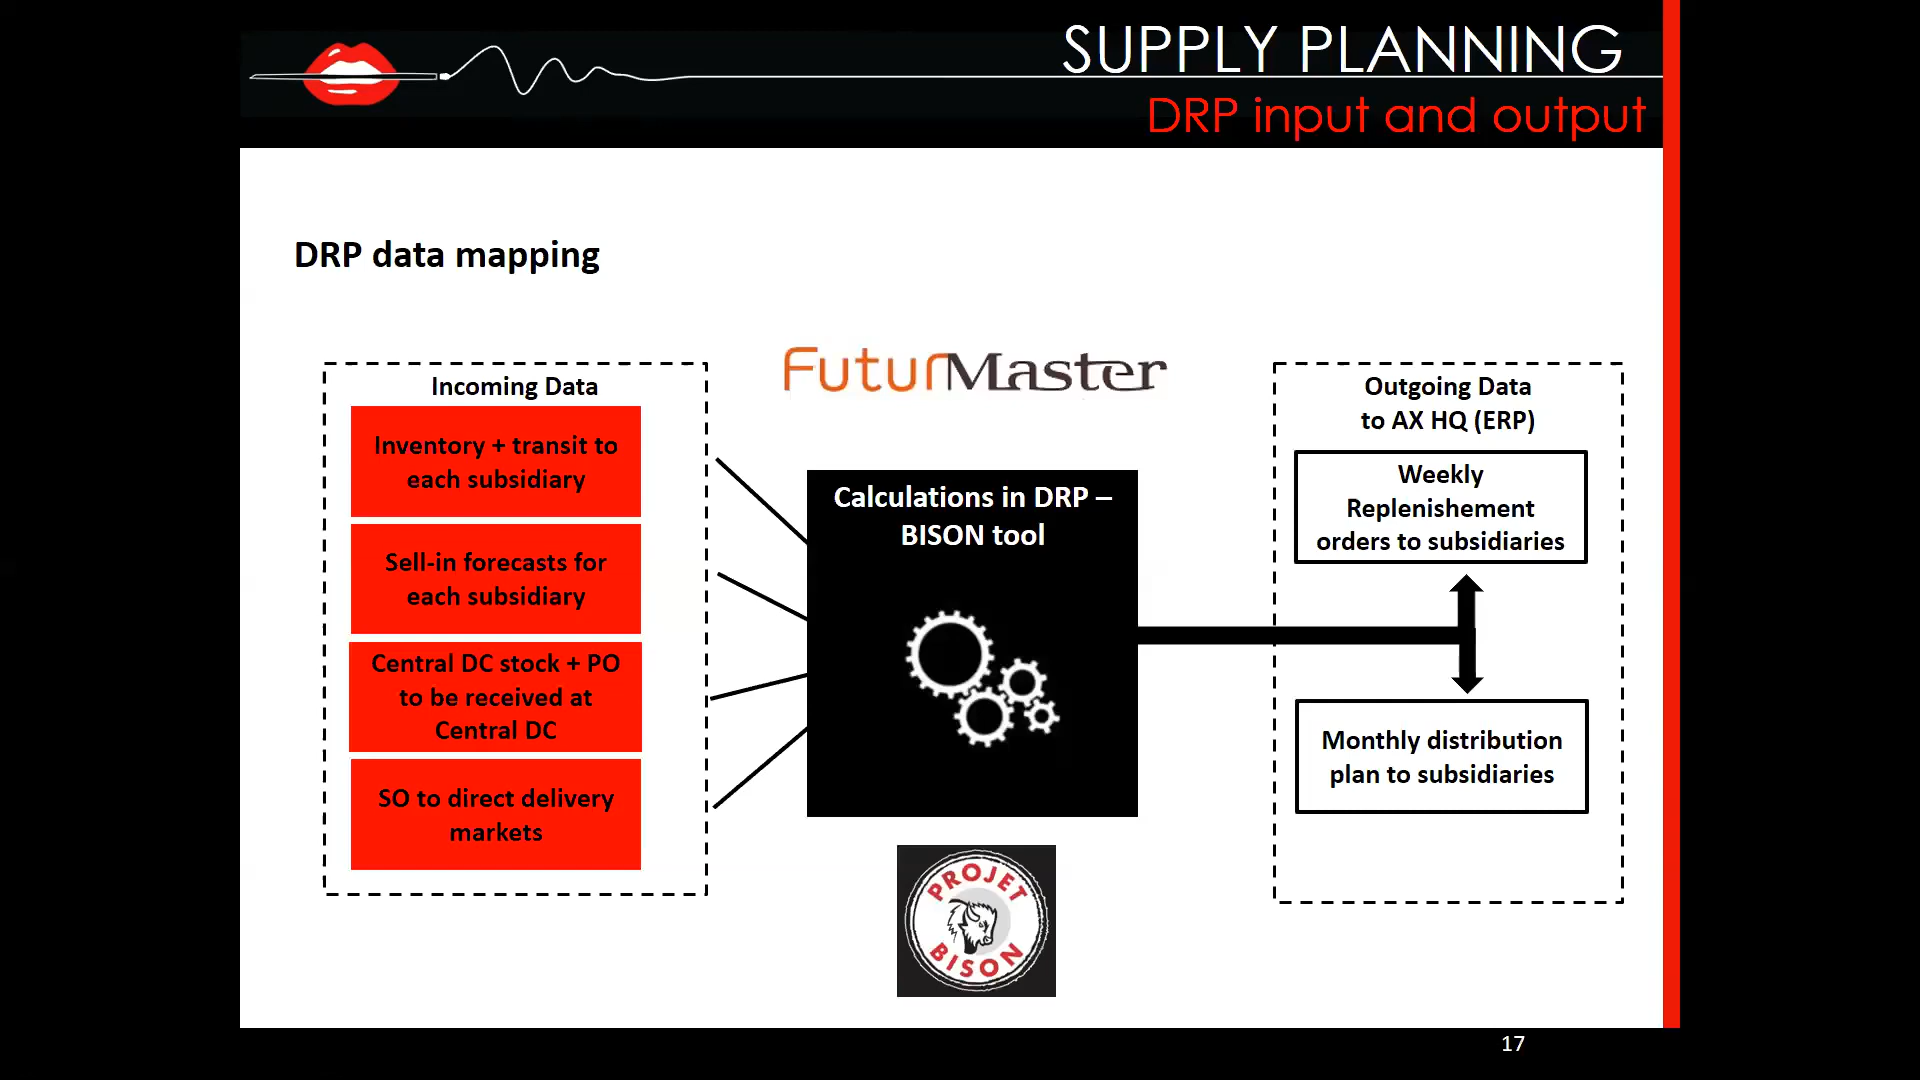 SUPPLY PLANNING
DRP input and output
DRP data mapping
Incoming Data
Inventory + transit to
each subsidiary
Sell-in forecasts for
each subsidiary
Central DC stock + PO
to be received at
Central DC
SO to direct delivery
markets
FuturMaster
Calculations in DRP –
BISON tool
PROJET
BISON
Outgoing Data
to AX HQ (ERP)
Weekly
Replenishement
orders to subsidiaries
Monthly distribution
plan to subsidiaries
17